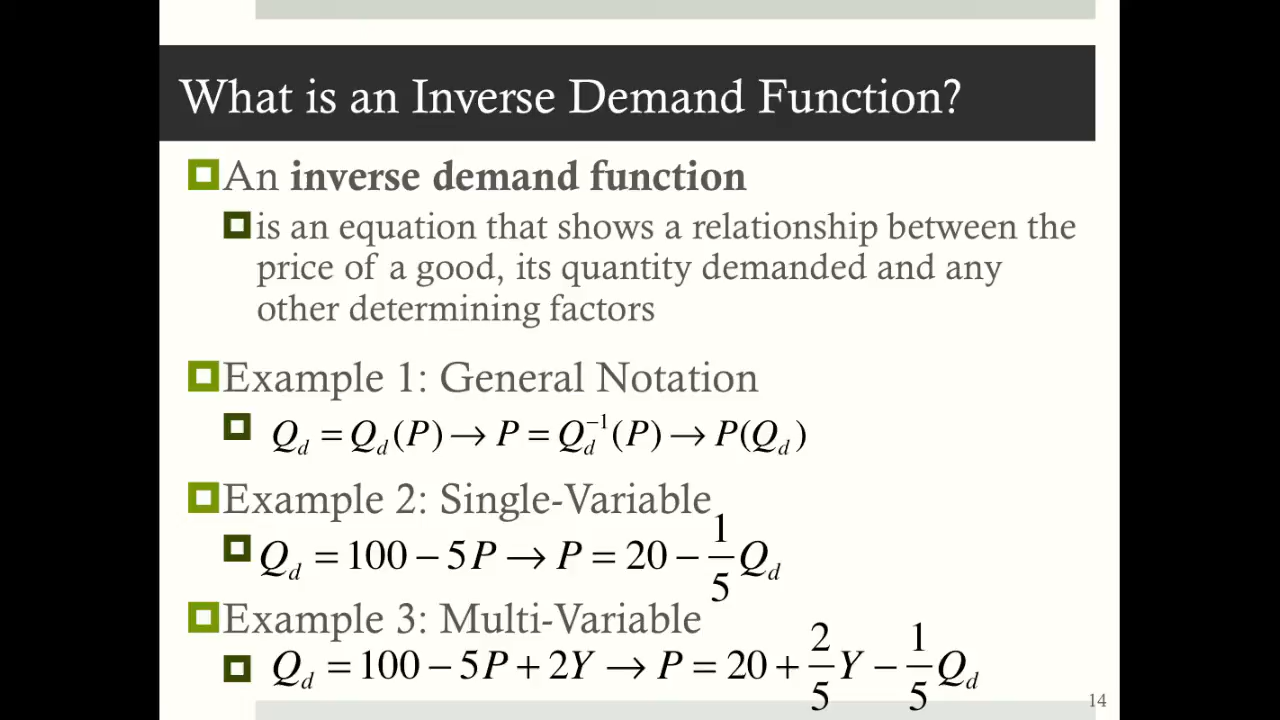 What is an Inverse Demand Function?
An inverse demand function
is an equation that shows a relationship between the
price of a good, its quantity demanded and any
other determining factors
Example 1: General Notation
Q_d = Q_d(P) → P = Q_d^{-1}(P) → P(Q_d)
Example 2: Single-Variable
Q_d = 100 − 5P → P = 20 − \frac{1}{5}Q_d
Example 3: Multi-Variable
Q_d = 100 − 5P + 2Y → P = 20 + \frac{2}{5}Y − \frac{1}{5}Q_d
14